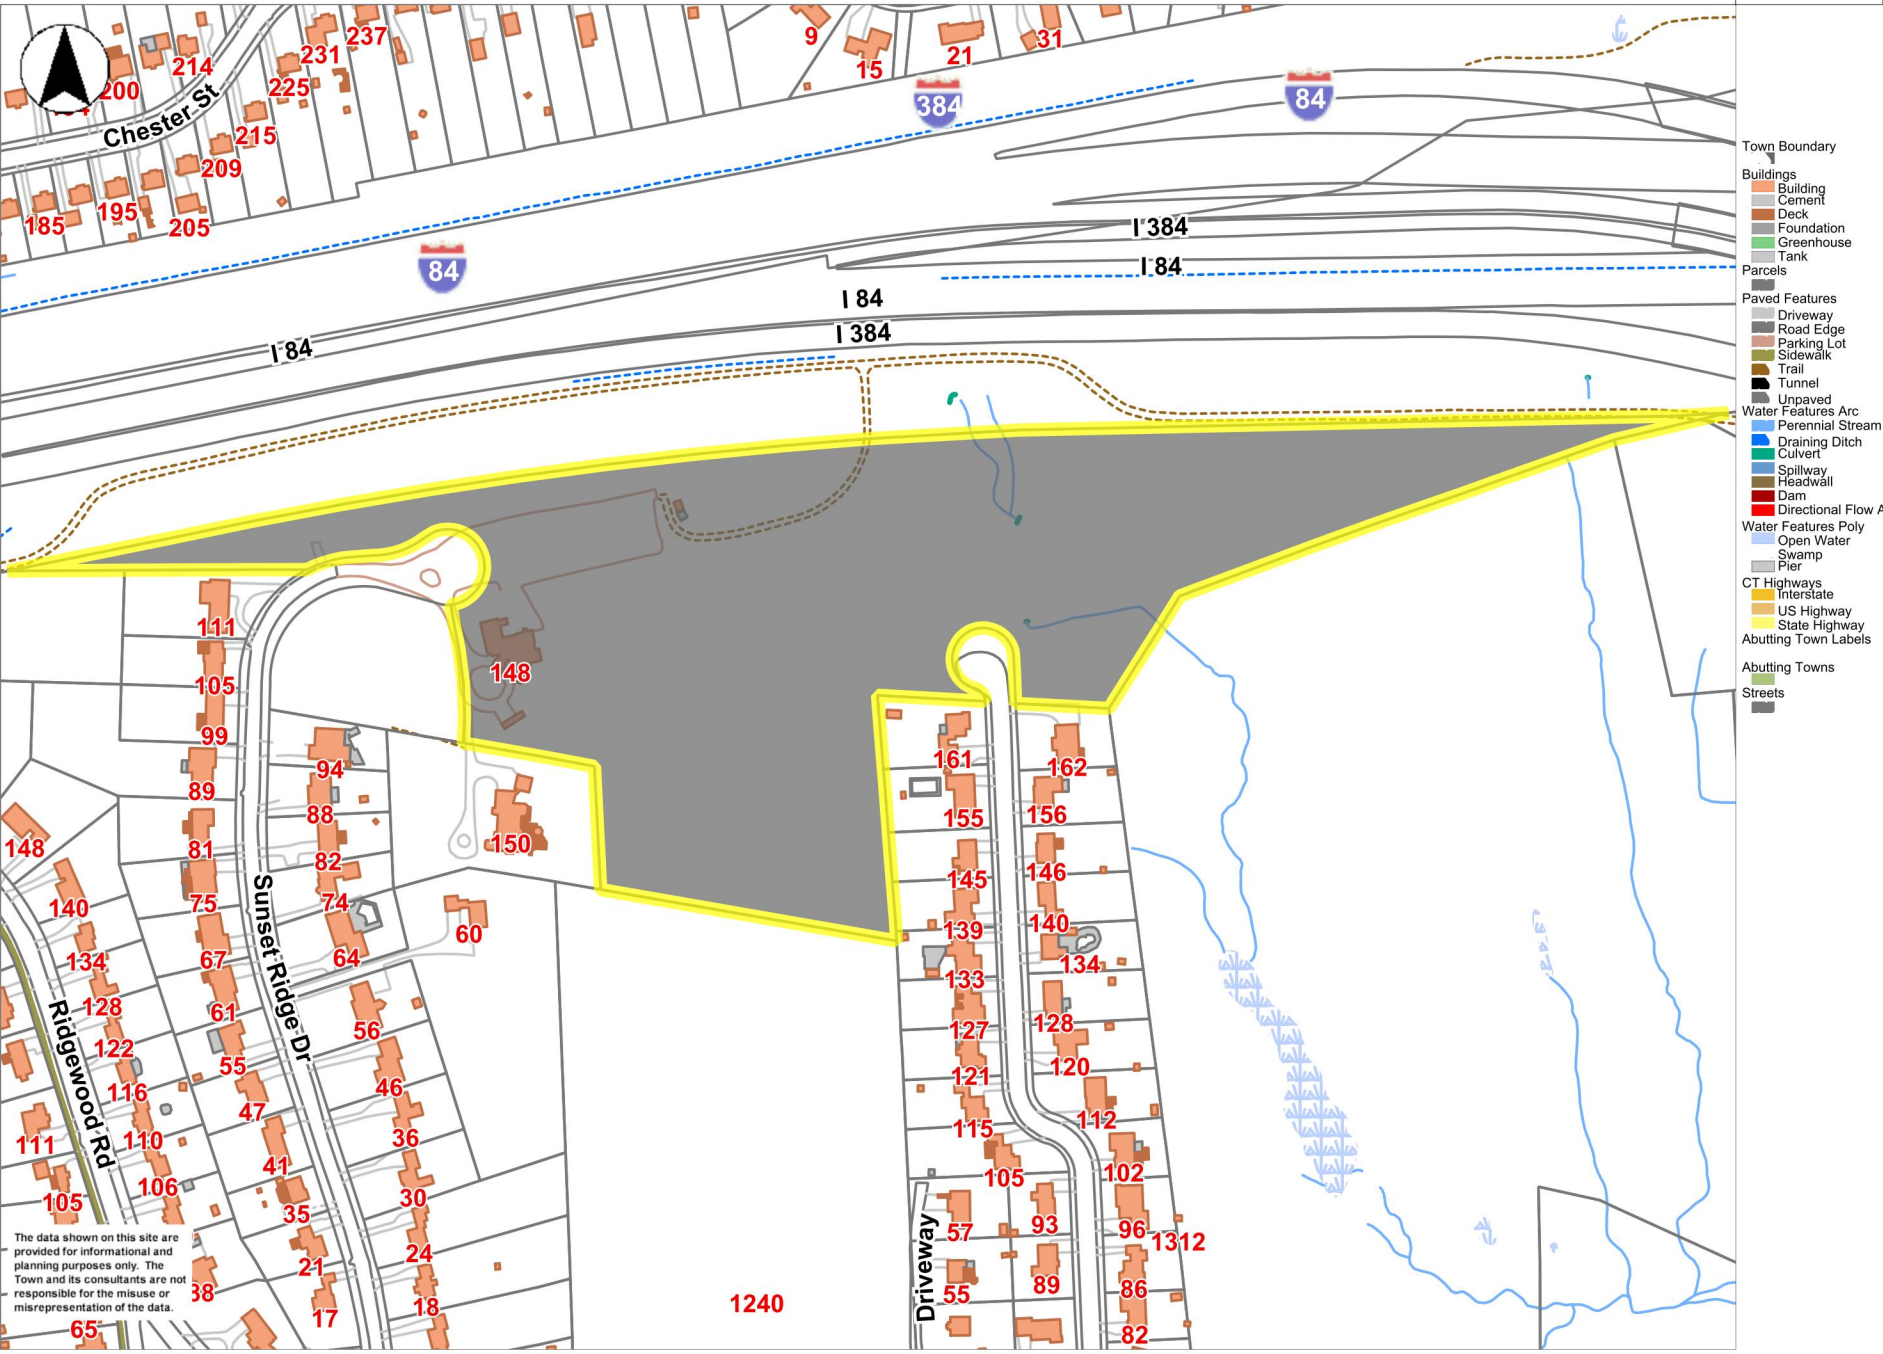 237
231
225
214
200
Chester St
215
209
195
185
205
9
15
21
31
384
84
84
I 384
I 84
I 84
I 384
I 84
111
105
99
89
81
75
67
61
55
47
41
35
21
17
148
94
88
82
74
64
60
150
56
46
36
30
24
18
Sunset Ridge Dr
148
140
134
128
122
116
110
106
111
105
Ridgewood Rd
65
161
155
145
139
133
127
121
115
105
162
156
146
140
134
128
120
112
102
96
1312
93
89
86
82
57
55
Driveway
1240
The data shown on this site are
provided for informational and
planning purposes only. The
Town and its consultants are not
responsible for the misuse or
misrepresentation of the data.
Town Boundary
Buildings
Building
Cement
Deck
Foundation
Greenhouse
Tank
Parcels
Paved Features
Driveway
Road Edge
Parking Lot
Sidewalk
Trail
Tunnel
Unpaved
Water Features Arc
Perennial Stream
Draining Ditch
Culvert
Spillway
Headwall
Dam
Directional Flow A
Water Features Poly
Open Water
Swamp
Pier
CT Highways
Interstate
US Highway
State Highway
Abutting Town Labels
Abutting Towns
Streets